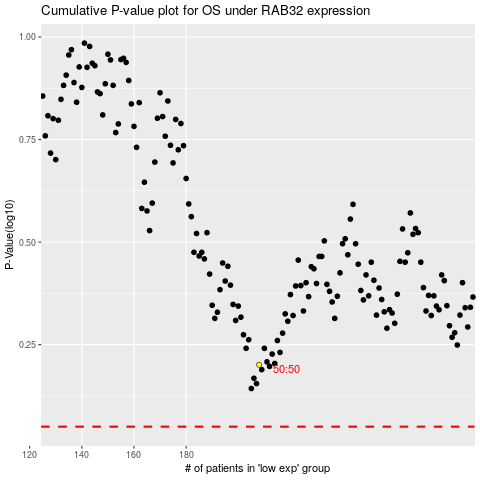 Cumulative P-value plot for OS under RAB32 expression
P-Value(log10)
1.00
0.75
0.50
0.25
50:50
120 140 160 180
# of patients in 'low exp' group